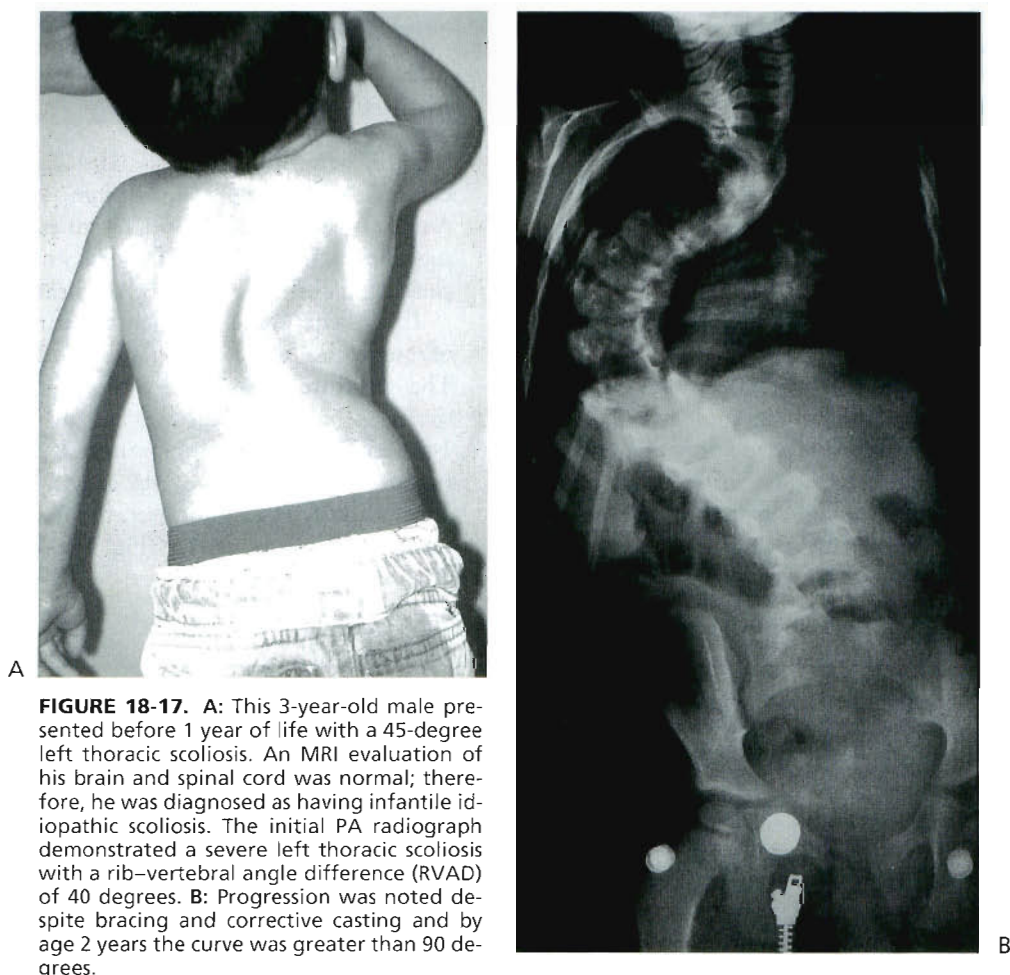 A
B
FIGURE 18-17. A: This 3-year-old male pre-
sented before 1 year of life with a 45-degree
left thoracic scoliosis. An MRI evaluation of
his brain and spinal cord was normal; there-
fore, he was diagnosed as having infantile id-
iopathic scoliosis. The initial PA radiograph
demonstrated a severe left thoracic scoliosis
with a rib–vertebral angle difference (RVAD)
of 40 degrees. B: Progression was noted de-
spite bracing and corrective casting and by
age 2 years the curve was greater than 90 de-
grees.